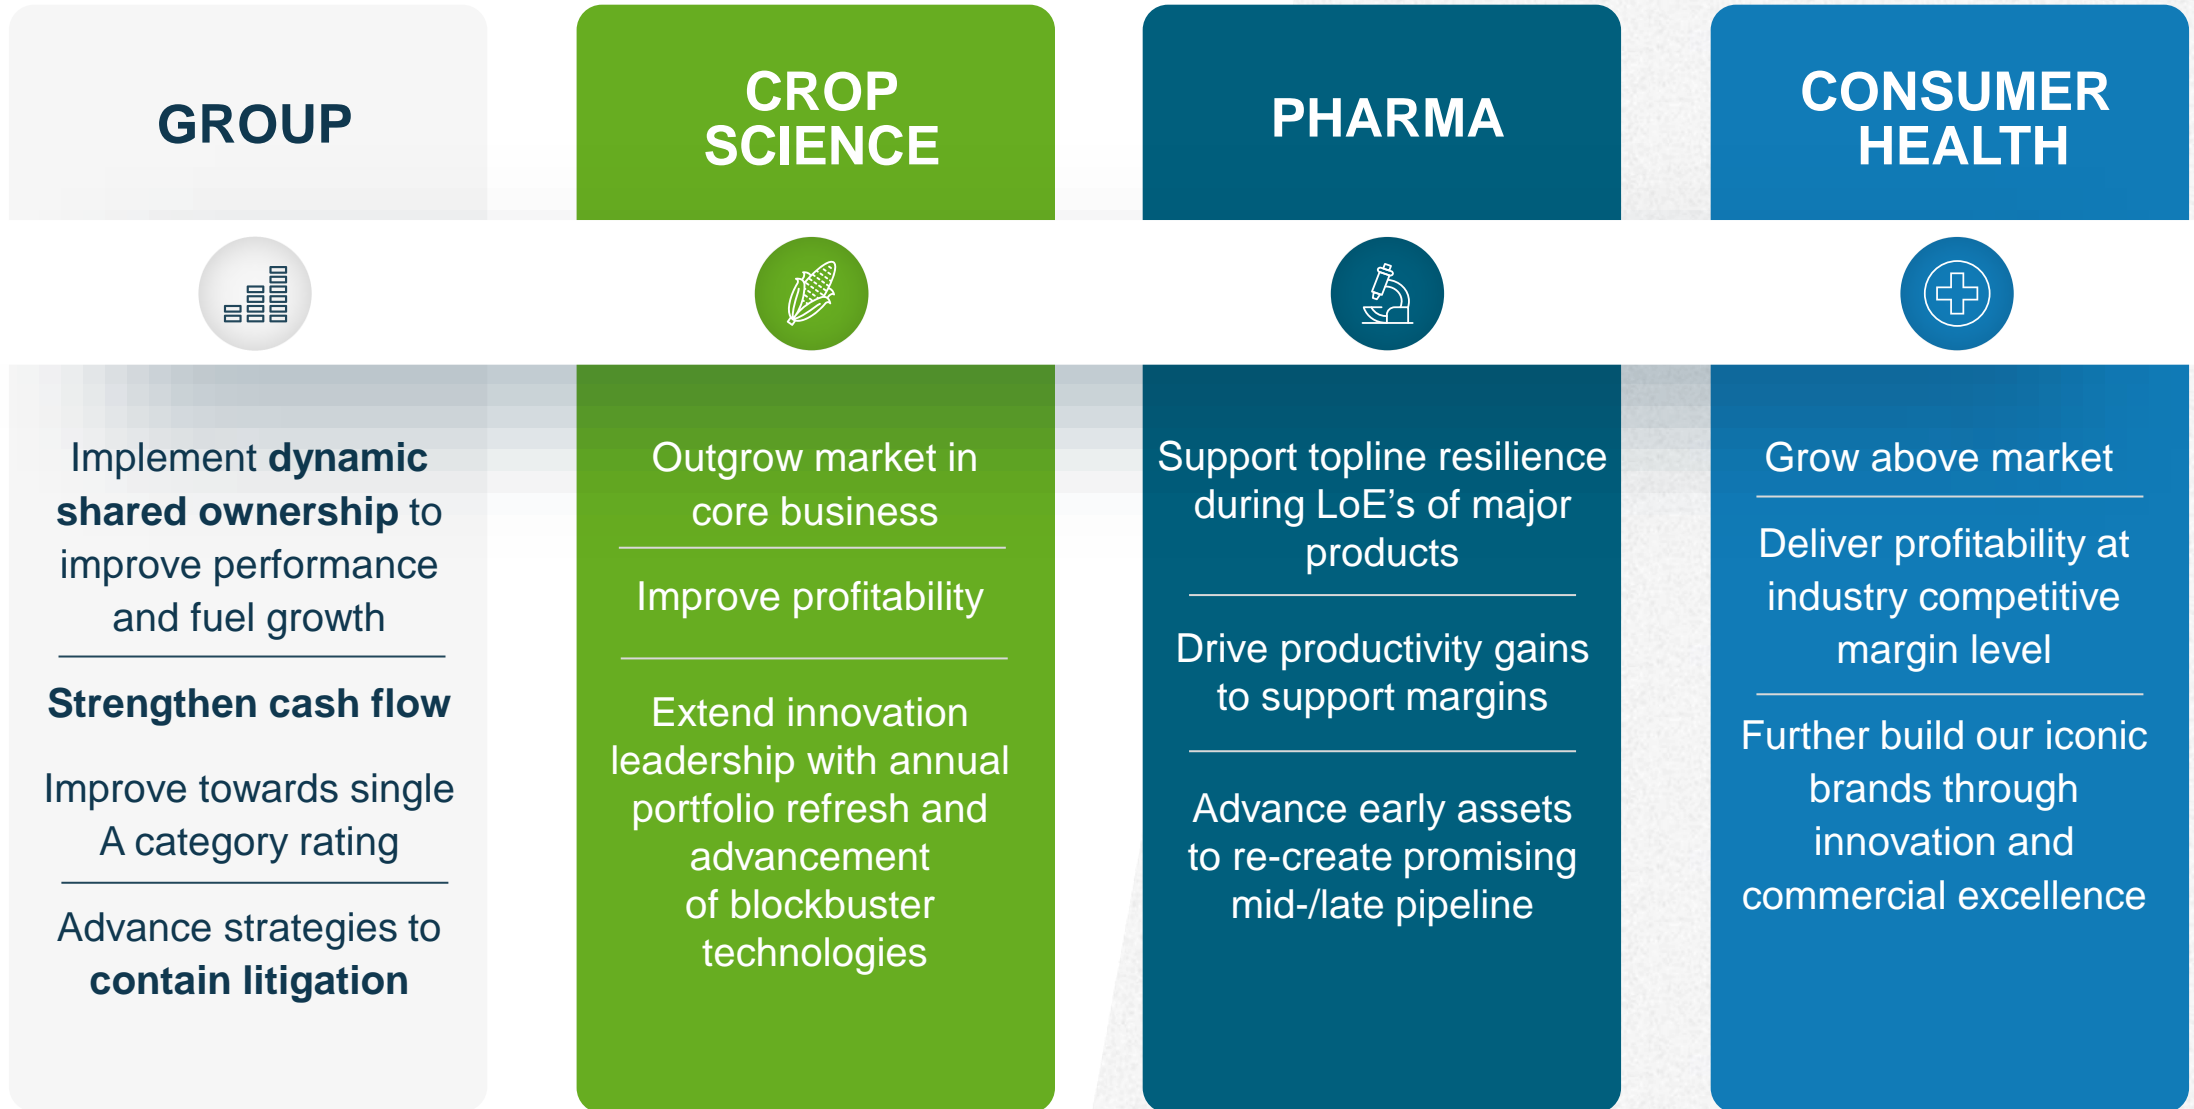 GROUP
Implement dynamic
shared ownership to
improve performance
and fuel growth
Strengthen cash flow
Improve towards single
A category rating
Advance strategies to
contain litigation
CROP
SCIENCE
Outgrow market in
core business
Improve profitability
Extend innovation
leadership with annual
portfolio refresh and
advancement
of blockbuster
technologies
PHARMA
Support topline resilience
during LoE’s of major
products
Drive productivity gains
to support margins
Advance early assets
to re-create promising
mid-/late pipeline
CONSUMER
HEALTH
Grow above market
Deliver profitability at
industry competitive
margin level
Further build our iconic
brands through
innovation and
commercial excellence